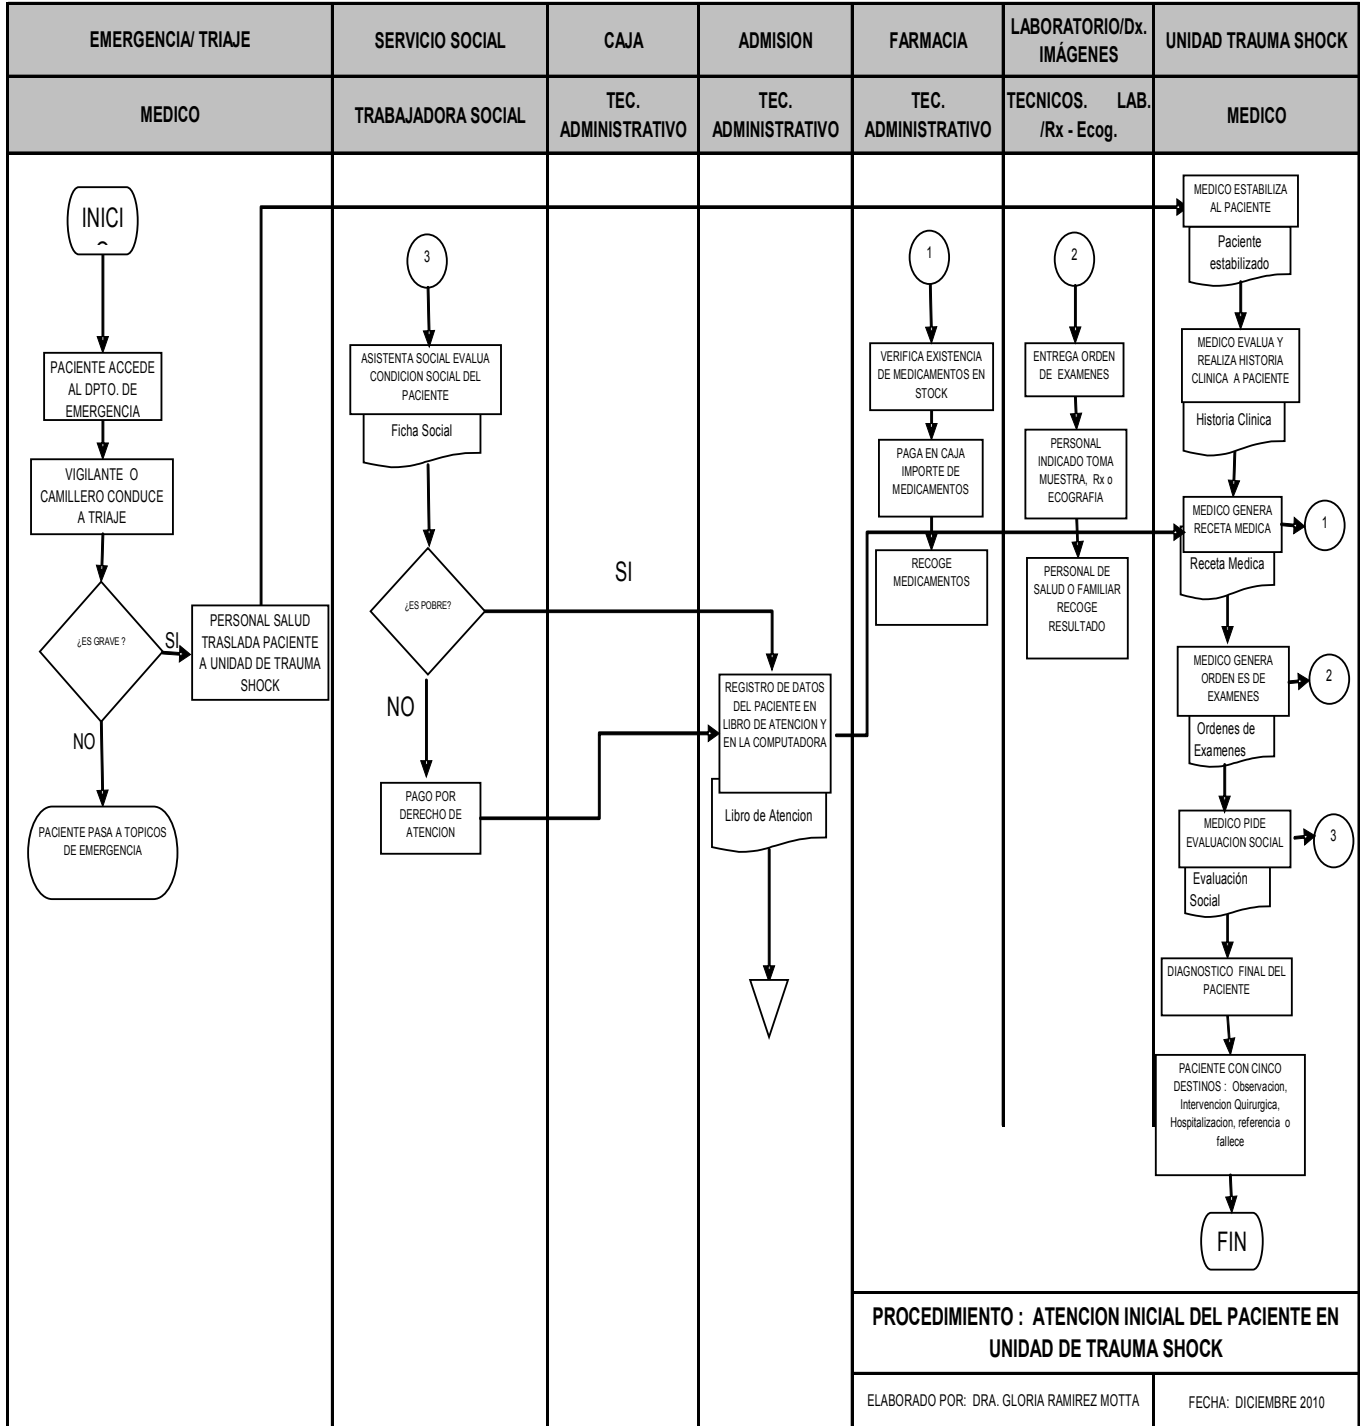 EMERGENCIA/ TRIAJE
SERVICIO SOCIAL
CAJA
ADMISION
FARMACIA
LABORATORIO/Dx.
IMÁGENES
UNIDAD TRAUMA SHOCK
MEDICO
TRABAJADORA SOCIAL
TEC.
ADMINISTRATIVO
TEC.
ADMINISTRATIVO
TEC.
ADMINISTRATIVO
TECNICOS. LAB.
/Rx - Ecog.
MEDICO
INICI
PACIENTE ACCEDE
AL DPTO. DE
EMERGENCIA
VIGILANTE O
CAMILLERO CONDUCE
A TRIAJE
¿ES GRAVE ?
SI
PERSONAL SALUD
TRASLADA PACIENTE
A UNIDAD DE TRAUMA
SHOCK
NO
PACIENTE PASA A TOPICOS
DE EMERGENCIA
3
ASISTENTA SOCIAL EVALUA
CONDICION SOCIAL DEL
PACIENTE
Ficha Social
¿ES POBRE?
SI
NO
PAGO POR
DERECHO DE
ATENCION
REGISTRO DE DATOS
DEL PACIENTE EN
LIBRO DE ATENCION Y
EN LA COMPUTADORA
Libro de Atencion
1
VERIFICA EXISTENCIA
DE MEDICAMENTOS EN
STOCK
PAGA EN CAJA
IMPORTE DE
MEDICAMENTOS
RECOGE
MEDICAMENTOS
2
ENTREGA ORDEN
DE EXAMENES
PERSONAL
INDICADO TOMA
MUESTRA, Rx o
ECOGRAFIA
PERSONAL DE
SALUD O FAMILIAR
RECOGE
RESULTADO
MEDICO ESTABILIZA
AL PACIENTE
Paciente
estabilizado
MEDICO EVALUA Y
REALIZA HISTORIA
CLINICA A PACIENTE
Historia Clinica
MEDICO GENERA
RECETA MEDICA
1
Receta Medica
MEDICO GENERA
ORDEN ES DE
EXAMENES
2
Ordenes de
Examenes
MEDICO PIDE
EVALUACION SOCIAL
3
Evaluación
Social
DIAGNOSTICO FINAL DEL
PACIENTE
PACIENTE CON CINCO
DESTINOS : Observacion,
Intervencion Quirurgica,
Hospitalizacion, referencia o
fallece
FIN
PROCEDIMIENTO : ATENCION INICIAL DEL PACIENTE EN
UNIDAD DE TRAUMA SHOCK
ELABORADO POR: DRA. GLORIA RAMIREZ MOTTA
FECHA: DICIEMBRE 2010